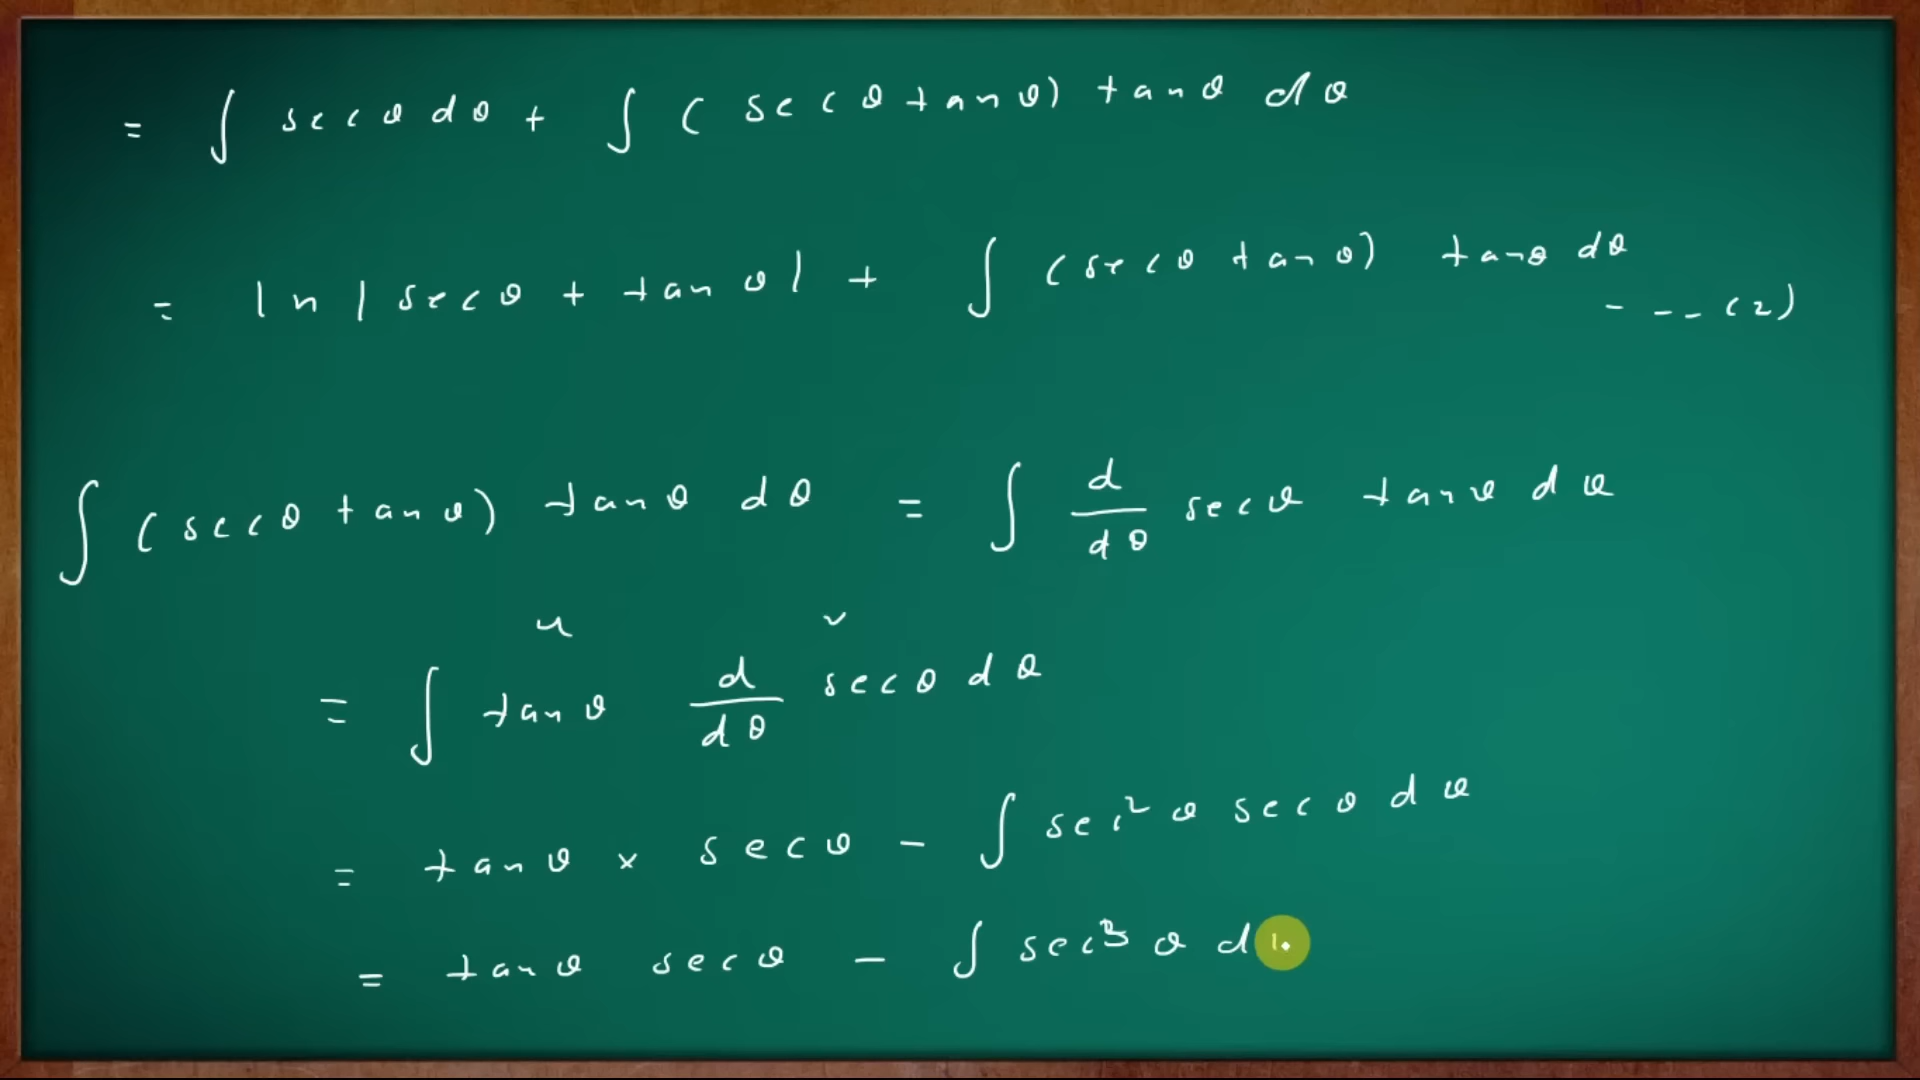 = ∫ secθ dθ + ∫ (secθ tanθ) tanθ dθ
= ln |secθ + tanθ| + ∫ (secθ tanθ) tanθ dθ
- - - (2)
∫ (secθ tanθ) tanθ dθ = ∫ d/dθ secθ tanθ dθ
u v
= ∫ tanθ d/dθ secθ dθ
= tanθ × secθ - ∫ sec²θ secθ dθ
= tanθ secθ - ∫ sec³θ d